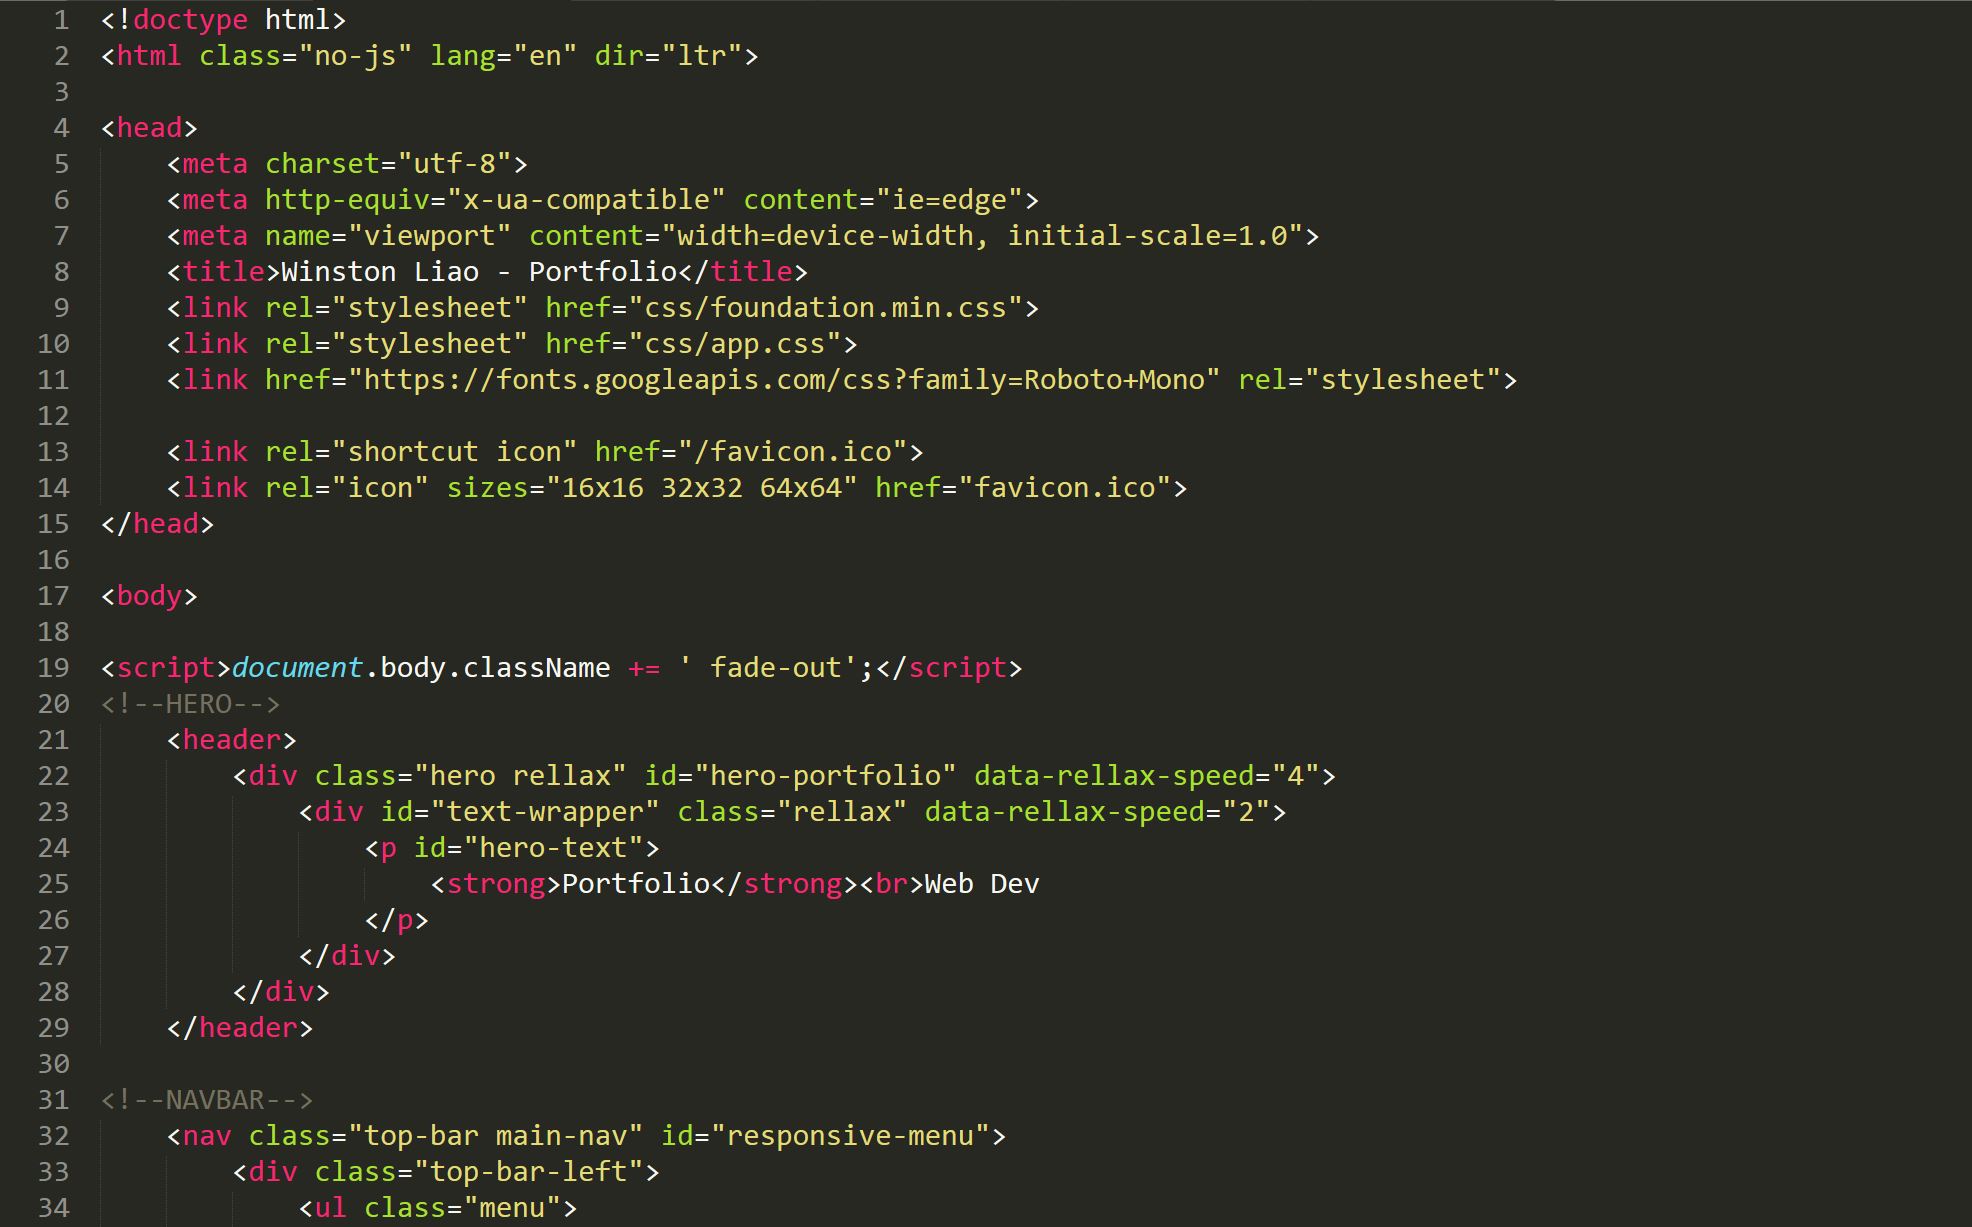 1 <!doctype html>
2 <html class="no-js" lang="en" dir="ltr">
3
4 <head>
5     <meta charset="utf-8">
6     <meta http-equiv="x-ua-compatible" content="ie=edge">
7     <meta name="viewport" content="width=device-width, initial-scale=1.0">
8     <title>Winston Liao - Portfolio</title>
9     <link rel="stylesheet" href="css/foundation.min.css">
10     <link rel="stylesheet" href="css/app.css">
11     <link href="https://fonts.googleapis.com/css?family=Roboto+Mono" rel="stylesheet">
12
13     <link rel="shortcut icon" href="/favicon.ico">
14     <link rel="icon" sizes="16x16 32x32 64x64" href="favicon.ico">
15 </head>
16
17 <body>
18
19 <script>document.body.className += ' fade-out';</script>
20 <!--HERO-->
21     <header>
22         <div class="hero rellax" id="hero-portfolio" data-rellax-speed="4">
23             <div id="text-wrapper" class="rellax" data-rellax-speed="2">
24                 <p id="hero-text">
25                     <strong>Portfolio</strong><br>Web Dev
26                 </p>
27             </div>
28         </div>
29     </header>
30
31 <!--NAVBAR-->
32     <nav class="top-bar main-nav" id="responsive-menu">
33         <div class="top-bar-left">
34             <ul class="menu">